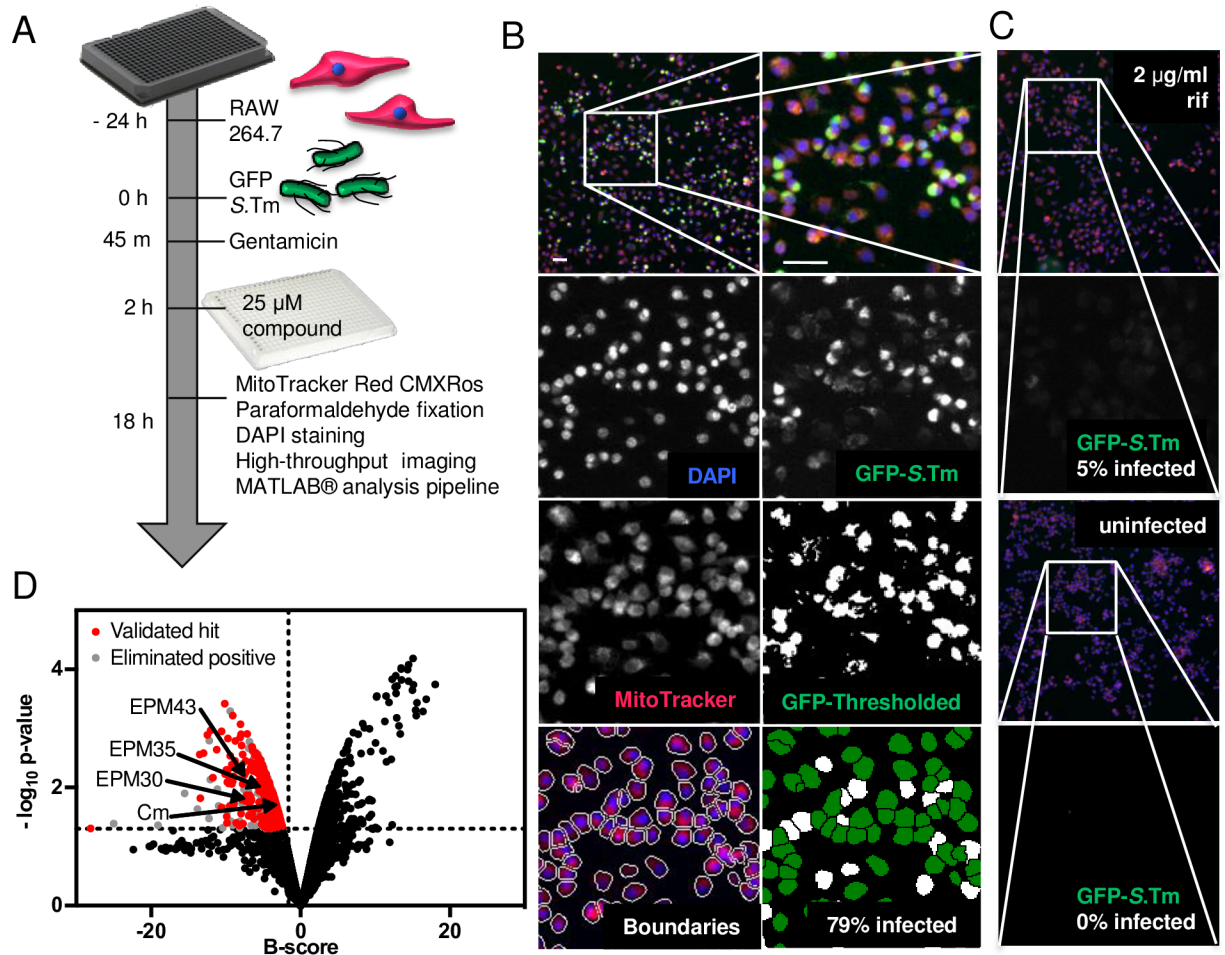 A
- 24 h
RAW
264.7
GFP
S.Tm
0 h
45 m
Gentamicin
2 h
25 µM
compound
18 h
MitoTracker Red CMXRos
Paraformaldehyde fixation
DAPI staining
High-throughput imaging
MATLAB® analysis pipeline
B
DAPI
GFP-S.Tm
MitoTracker
GFP-Thresholded
Boundaries
79% infected
C
2 µg/ml
rif
GFP-S.Tm
5% infected
uninfected
GFP-S.Tm
0% infected
D
Validated hit
Eliminated positive
EPM43
EPM35
EPM30
Cm
- log10 p-value
4
2
0
-20
0
20
B-score